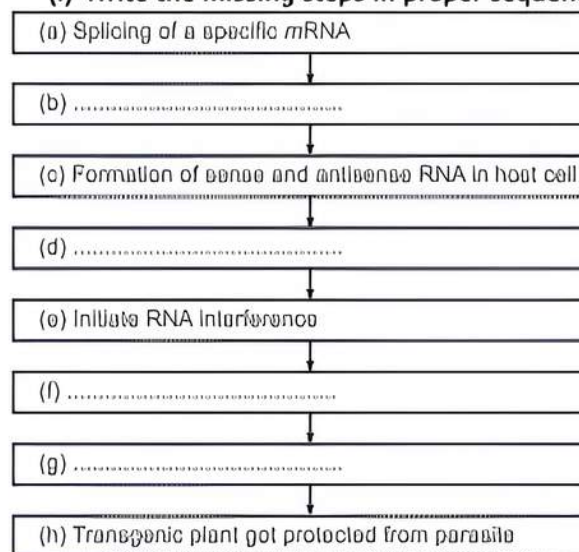 (i) Write the missing steps in proper sequen
(a) Splicing of a specific mRNA
(b) ..........................................
(c) Formation of sense and antisense RNA in host cell
(d) ..........................................
(e) Initiate RNA interference
(f) ..........................................
(g) ..........................................
(h) Transgenic plant got protected from parasite